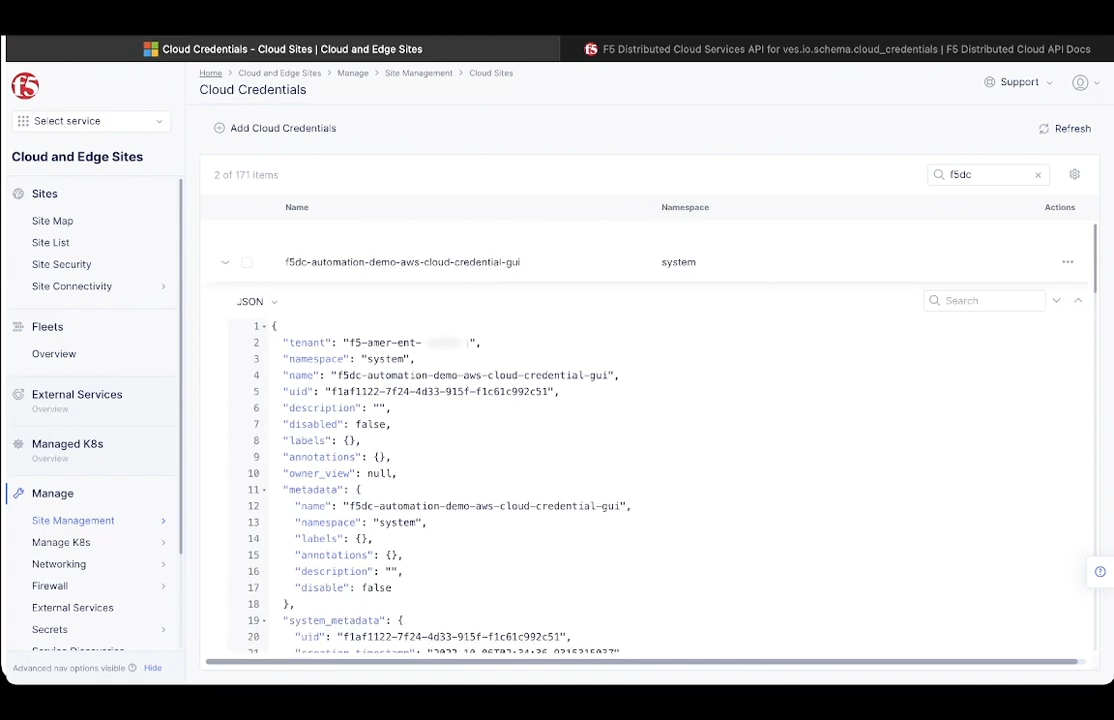 Cloud Credentials - Cloud Sites | Cloud and Edge Sites
F5 Distributed Cloud Services API for ves.io.schema.cloud_credentials | F5 Distributed Cloud API Docs
f5
Home > Cloud and Edge Sites > Manage > Site Management > Cloud Sites
Cloud Credentials
Support
Select service
Add Cloud Credentials
Refresh
Cloud and Edge Sites
2 of 171 items
f5dc
Name
Namespace
Actions
Sites
Site Map
Site List
Site Security
Site Connectivity
Fleets
Overview
External Services
Overview
Managed K8s
Overview
Manage
Site Management
Manage K8s
Networking
Firewall
External Services
Secrets
Service Discoveries
Advanced nav options visible
Hide
f5dc-automation-demo-aws-cloud-credential-gui
system
JSON
Search
1 {
2 "tenant": "f5-amer-ent-
",
3 "namespace": "system",
4 "name": "f5dc-automation-demo-aws-cloud-credential-gui",
5 "uid": "f1af1122-7f24-4d33-915f-f1c61c992c51",
6 "description": "",
7 "disabled": false,
8 "labels": {},
9 "annotations": {},
10 "owner_view": null,
11 "metadata": {
12 "name": "f5dc-automation-demo-aws-cloud-credential-gui",
13 "namespace": "system",
14 "labels": {},
15 "annotations": {},
16 "description": "",
17 "disable": false
18 },
19 "system_metadata": {
20 "uid": "f1af1122-7f24-4d33-915f-f1c61c992c51",
21